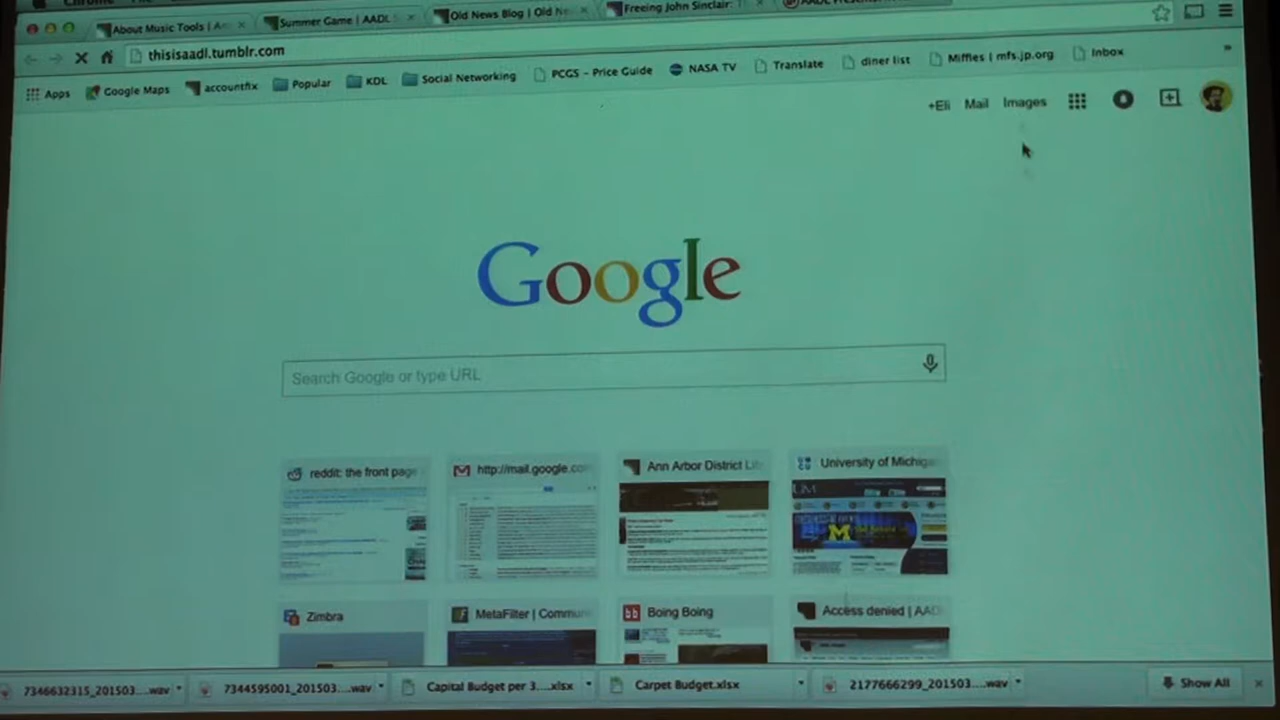 About Music Tools | A
Summer Game | AADL
Old News Blog | Old Ne
Freeing John Sinclair:
thisisaadl.tumblr.com
Apps
Google Maps
accountfix
Popular
KDL
Social Networking
PCGS - Price Guide
NASA TV
Translate
diner list
Miffies | mfs.jp.org
Inbox
»
+Eli Mail Images
Google
Search Google or type URL
reddit: the front page
http://mail.google.co
Ann Arbor District Li
University of Michiga
Zimbra
MetaFilter | Commun
Boing Boing
Access denied | AAD
7346632315_201503....wav
7344595001_201503....wav
Capital Budget per 3....xlsx
Carpet Budget.xlsx
2177666299_201503....wav
Show All